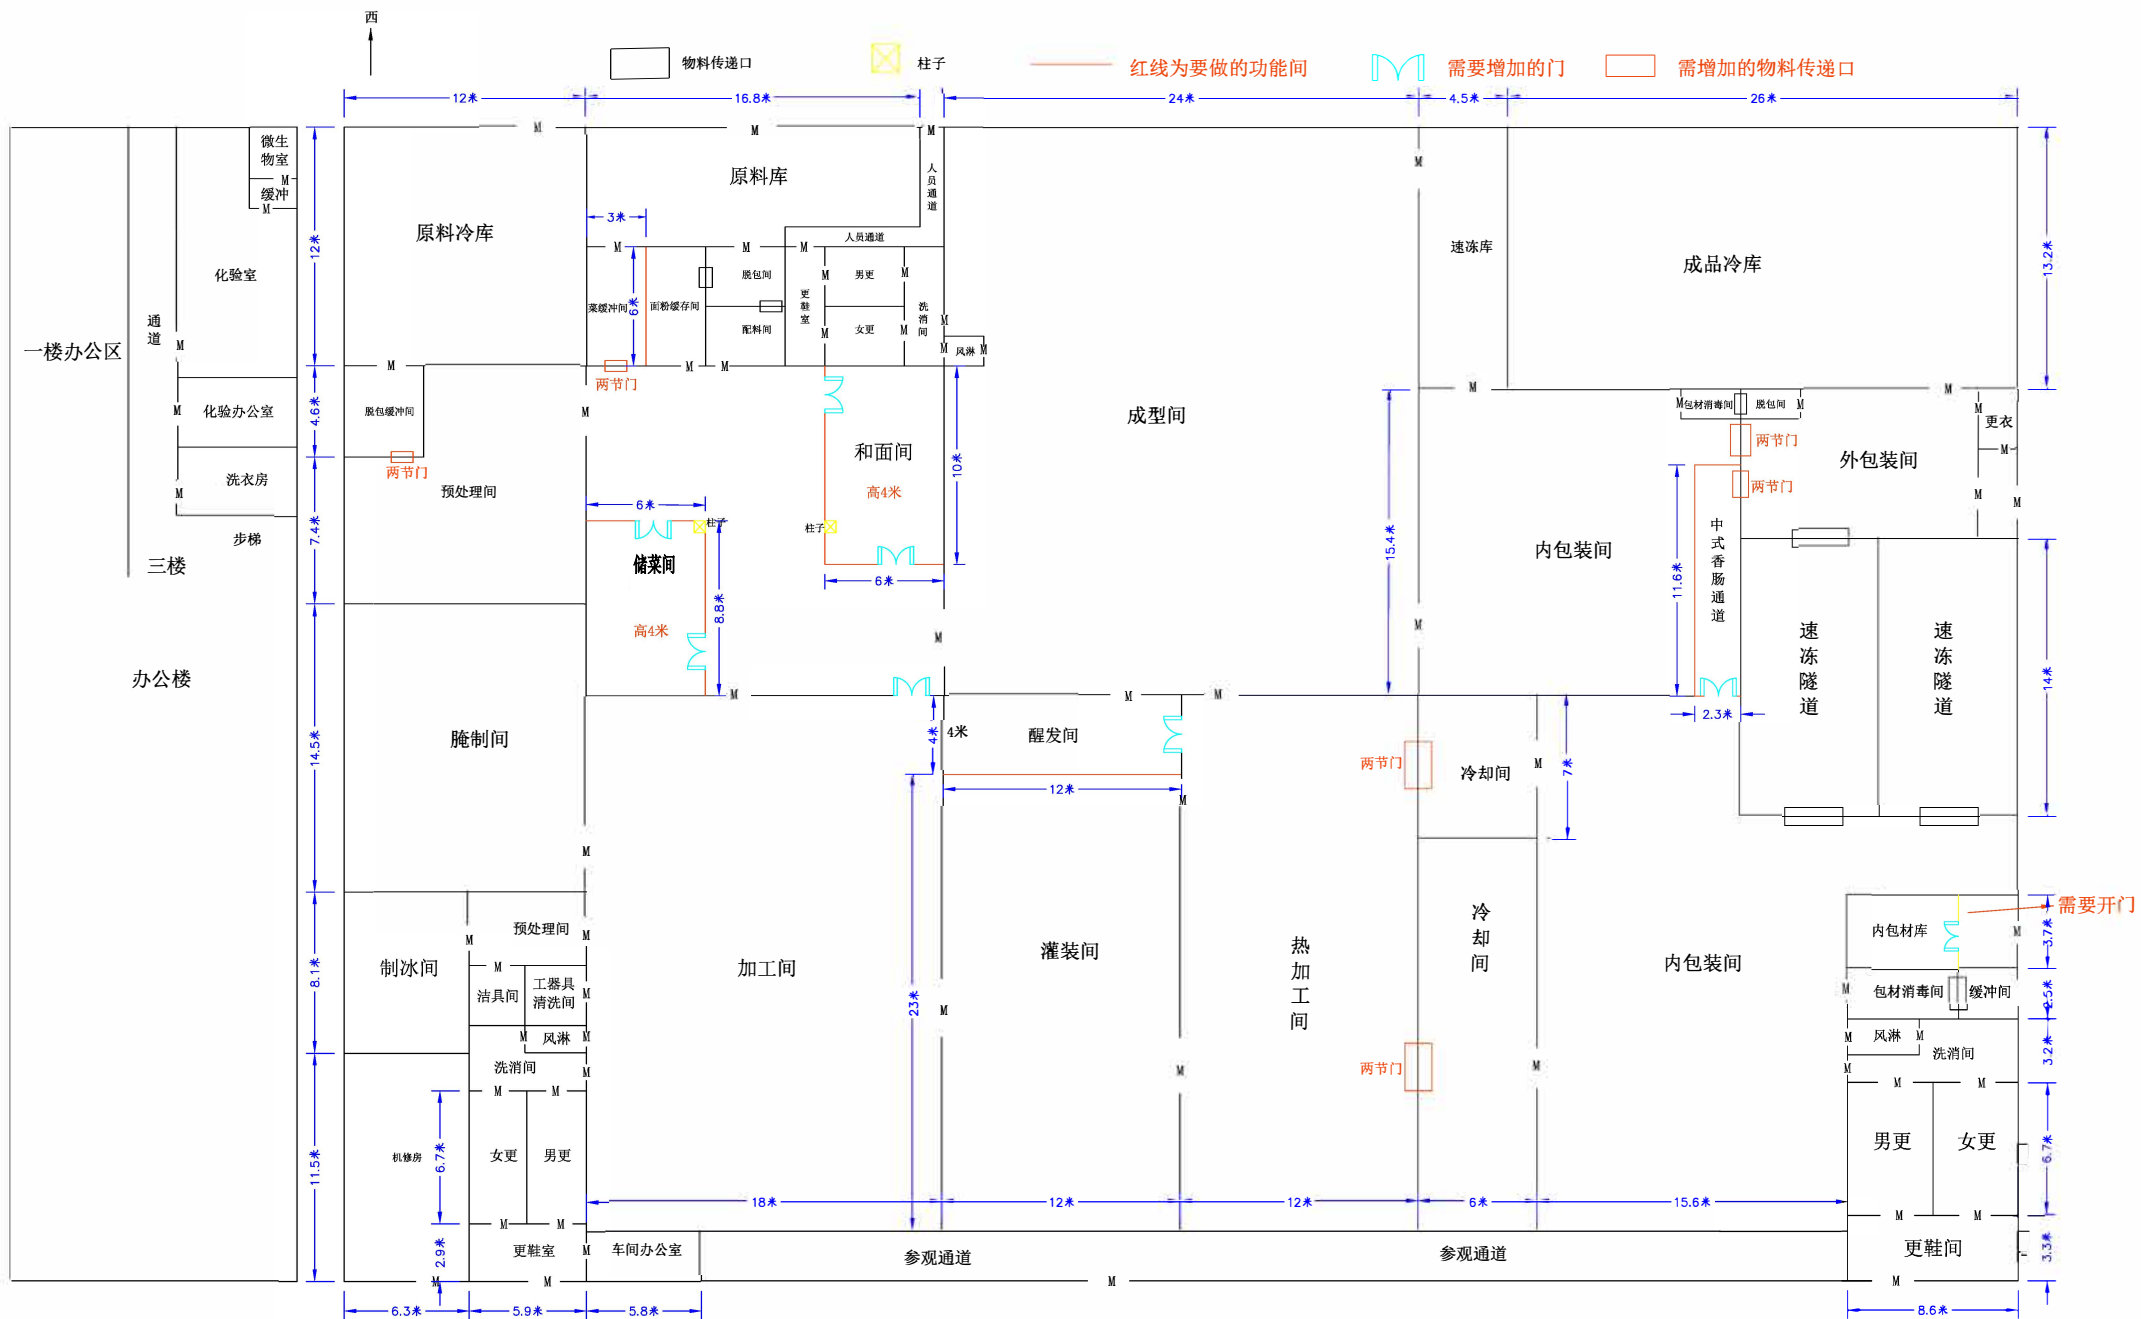 西
物料传递口
柱子
红线为要做的功能间
需要增加的门
需增加的物料传递口
12米
16.8米
24米
4.5米
26米
M
M
M
微生
物室
M
缓冲
M
原料库
人员通道
M
3米
12米
原料冷库
化验室
M
M
M
人员通道
脱包间
M
男更
M
速冻库
成品冷库
13.2米
菜缓冲间
6米
面粉缓存间
更鞋室
洗消间
配料间
M
女更
M
M
通道
M
一楼办公区
M
风淋
M
M
M
M
两节门
M
M
M
4.6米
M
化验办公室
脱包缓冲间
M
成型间
M
包材消毒间
脱包间
M
M
更衣
两节门
M
和面间
10米
外包装间
两节门
洗衣房
M
预处理间
高4米
两节门
M
M
6米
柱子
柱子
中式香肠通道
7.4米
步梯
15.4米
内包装间
三楼
储菜间
6米
11.6米
8.8米
高4米
M
M
速冻隧道
速冻隧道
办公楼
14米
M
M
M
2.3米
腌制间
14.5米
4米
4米
醒发间
两节门
冷却间
M
7米
12米
M
M
需要开门
预处理间
M
M
内包材库
M
3.7米
冷却间
制冰间
加工间
灌装间
热加工间
内包装间
8.1米
M
洁具间
工器具
清洗间
M
M
包材消毒间
缓冲间
2.5米
23米
M
M
风淋
M
M
风淋
M
洗消间
3.2米
洗消间
M
M
两节门
M
M
M
M
M
M
M
11.5米
机修房
6.7米
女更
男更
男更
女更
6.7米
18米
12米
12米
6米
15.6米
M
M
M
M
2.9米
更鞋室
M
车间办公室
参观通道
参观通道
更鞋间
3.3米
M
M
M
M
6.3米
5.9米
5.8米
8.6米